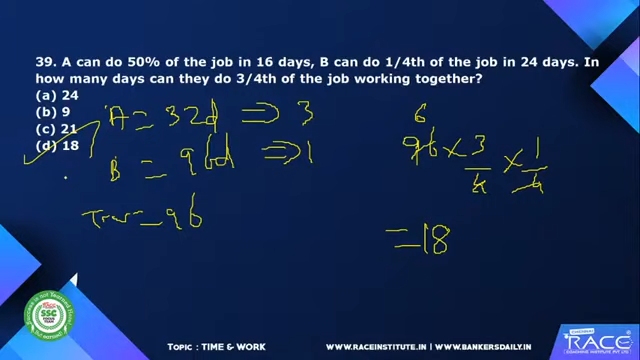 39. A can do 50% of the job in 16 days, B can do 1/4th of the job in 24 days. In
how many days can they do 3/4th of the job working together?
(a) 24
(b) 9
(c) 21
(d) 18
A = 32d ⇒ 3
B = 96d ⇒ 1
= 96
6
96 × 3/4 × 1/4
= 18
RACE
SSC
TOPIC : TIME & WORK
WWW.RACEINSTITUTE.IN | WWW.BANKERSDAILY.IN
RACE